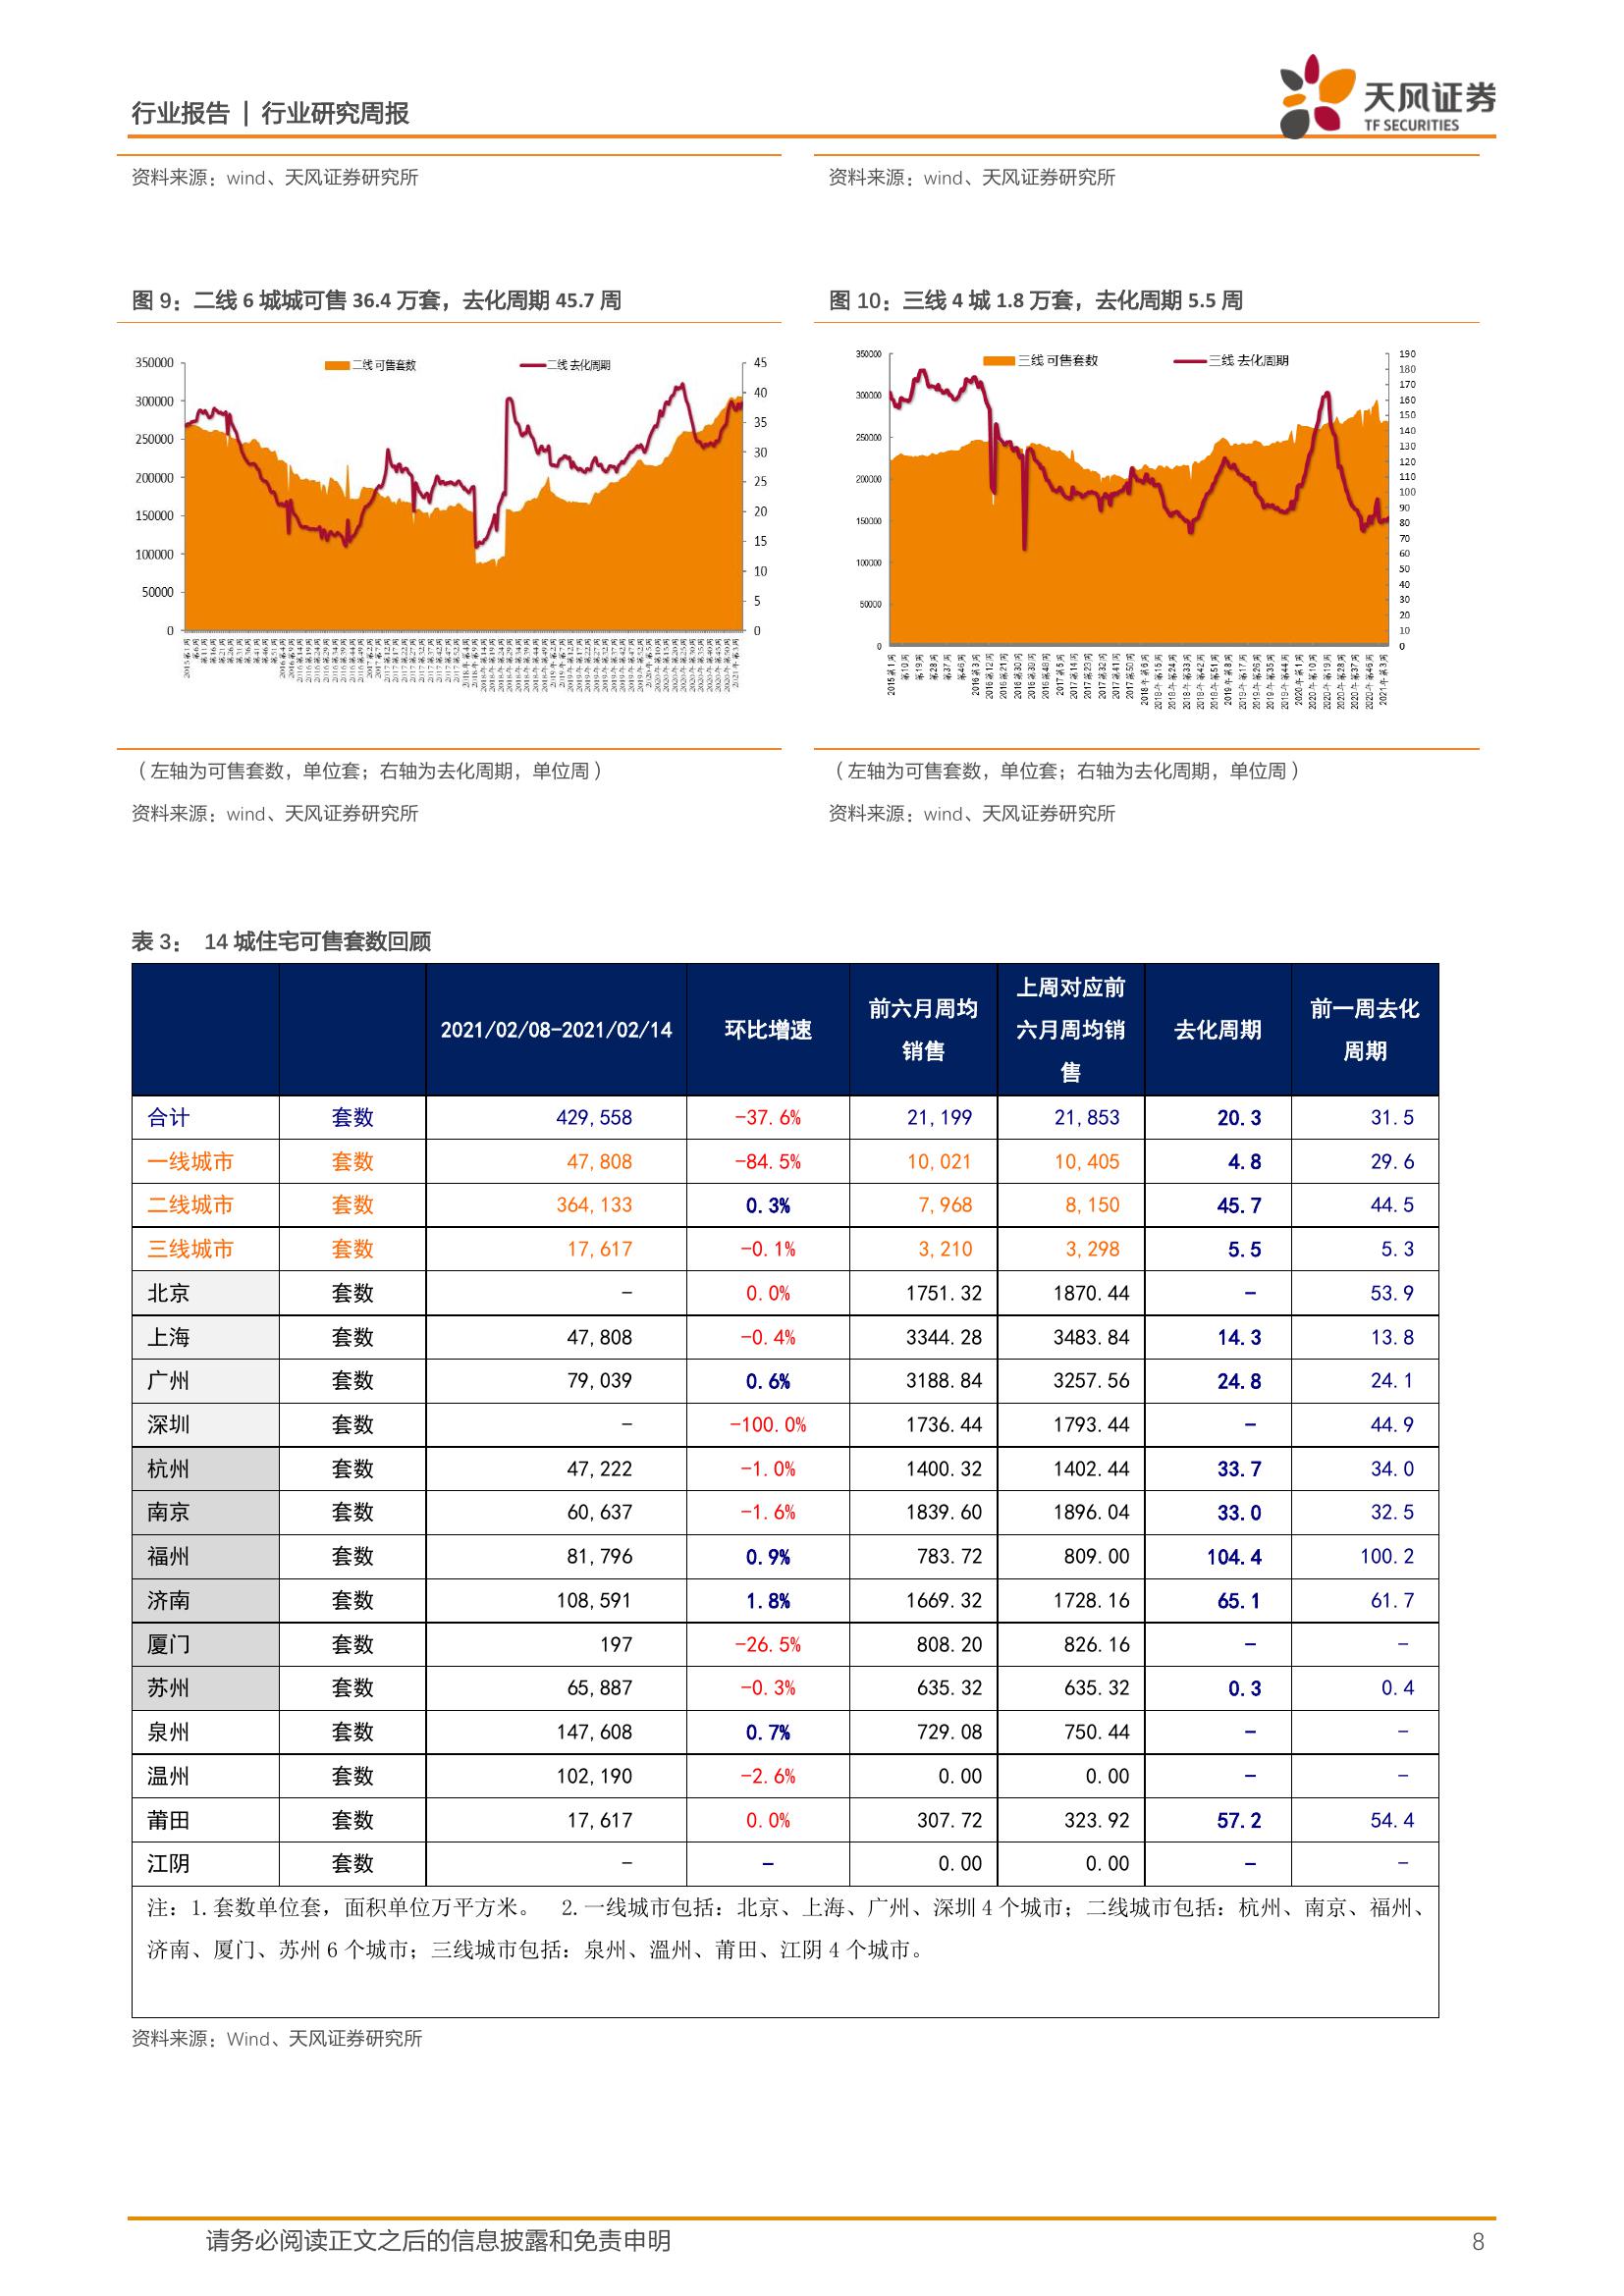 行业报告 | 行业研究周报
天风证券
TF SECURITIES
资料来源：wind、天风证券研究所
资料来源：wind、天风证券研究所
图 9：二线 6 城城可售 36.4 万套，去化周期 45.7 周
图 10：三线 4 城 1.8 万套，去化周期 5.5 周
二线 可售套数 二线 去化周期
350000
300000
250000
200000
150000
100000
50000
0
45
40
35
30
25
20
15
10
5
0
三线 可售套数 三线 去化周期
350000
300000
250000
200000
150000
100000
50000
0
190
180
170
160
150
140
130
120
110
100
90
80
70
60
50
40
30
20
10
0
（左轴为可售套数，单位套；右轴为去化周期，单位周）
资料来源：wind、天风证券研究所
（左轴为可售套数，单位套；右轴为去化周期，单位周）
资料来源：wind、天风证券研究所
表 3： 14 城住宅可售套数回顾
2021/02/08-2021/02/14 环比增速 前六月周均销售 上周对应前六月周均销售 去化周期 前一周去化周期
合计 套数 429,558 -37.6% 21,199 21,853 20.3 31.5
一线城市 套数 47,808 -84.5% 10,021 10,405 4.8 29.6
二线城市 套数 364,133 0.3% 7,968 8,150 45.7 44.5
三线城市 套数 17,617 -0.1% 3,210 3,298 5.5 5.3
北京 套数 - 0.0% 1751.32 1870.44 - 53.9
上海 套数 47,808 -0.4% 3344.28 3483.84 14.3 13.8
广州 套数 79,039 0.6% 3188.84 3257.56 24.8 24.1
深圳 套数 - -100.0% 1736.44 1793.44 - 44.9
杭州 套数 47,222 -1.0% 1400.32 1402.44 33.7 34.0
南京 套数 60,637 -1.6% 1839.60 1896.04 33.0 32.5
福州 套数 81,796 0.9% 783.72 809.00 104.4 100.2
济南 套数 108,591 1.8% 1669.32 1728.16 65.1 61.7
厦门 套数 197 -26.5% 808.20 826.16 - -
苏州 套数 65,887 -0.3% 635.32 635.32 0.3 0.4
泉州 套数 147,608 0.7% 729.08 750.44 - -
温州 套数 102,190 -2.6% 0.00 0.00 - -
莆田 套数 17,617 0.0% 307.72 323.92 57.2 54.4
江阴 套数 - - 0.00 0.00 - -
注：1.套数单位套，面积单位万平方米。 2.一线城市包括：北京、上海、广州、深圳 4 个城市；二线城市包括：杭州、南京、福州、
济南、厦门、苏州 6 个城市；三线城市包括：泉州、温州、莆田、江阴 4 个城市。
资料来源：Wind、天风证券研究所
请务必阅读正文之后的信息披露和免责申明
8